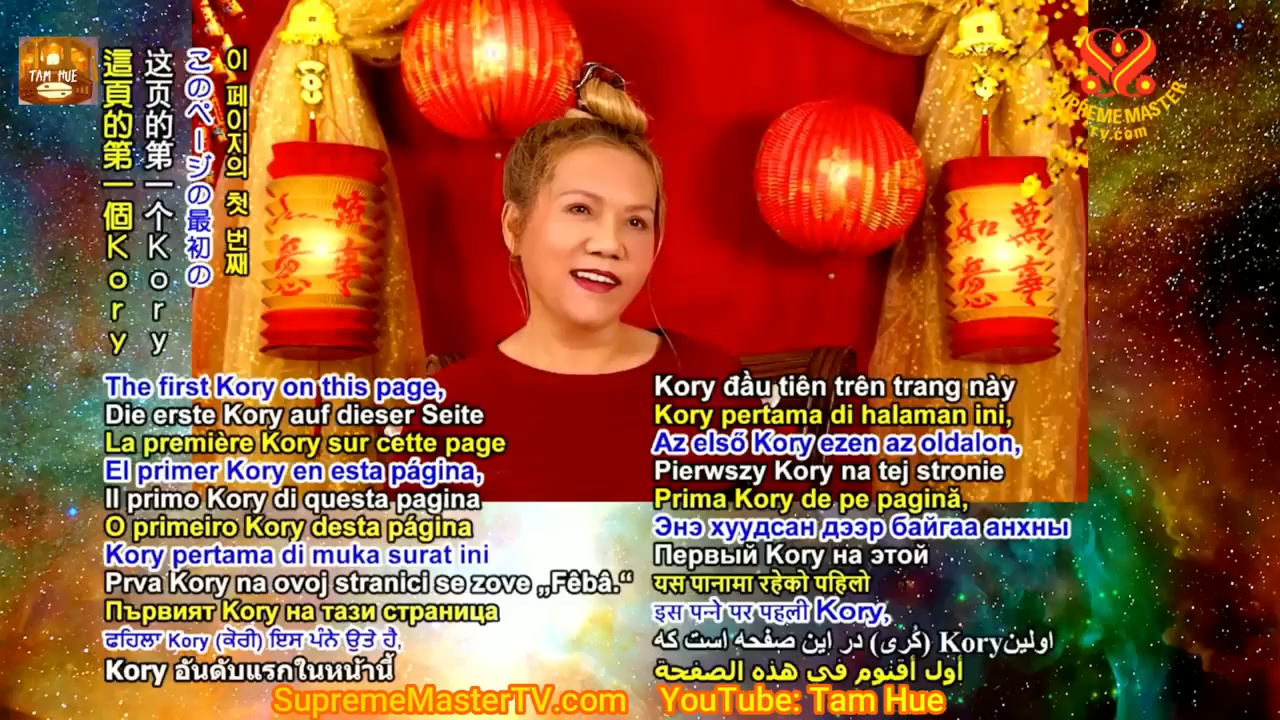 TAM HUE
SUPREME MASTER
TV.com
이 페이지의 첫 번째
このページの最初の
这页的第一个Kory
這頁的第一個Kory
萬事
如意
The first Kory on this page,
Die erste Kory auf dieser Seite
La première Kory sur cette page
El primer Kory en esta página,
Il primo Kory di questa pagina
O primeiro Kory desta página
Kory pertama di muka surat ini
Prva Kory na ovoj stranici se zove „Fêbâ.“
Първият Kory на тази страница
ਫਹਿਲਾ Kory (ਕੋਰੀ) ਇਸ ਪੰਨੇ ਉਤੇ ਹੈ,
Kory อันดับแรกในหน้านี้
Kory đầu tiên trên trang này
Kory pertama di halaman ini,
Az első Kory ezen az oldalon,
Pierwszy Kory na tej stronie
Prima Kory de pe pagină,
Энэ хуудсан дээр байгаа анхны
Первый Kory на этой
यस पानामा रहेको पहिलो
इस पन्ने पर पहली Kory,
اولینKory (کُری) در این صفحه است که
أول أقنوم في هذه الصفحة
SupremeMasterTV.com YouTube: Tam Hue